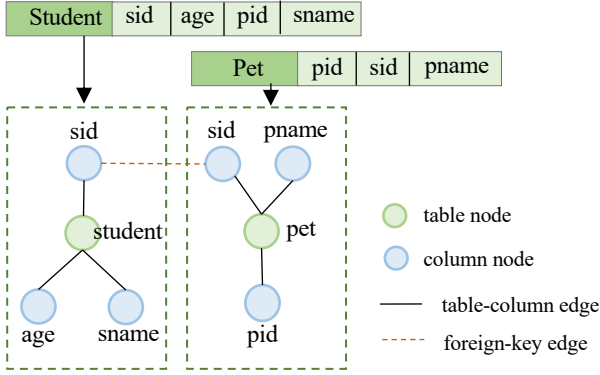 Student sid age pid sname
Pet pid sid pname
sid
sid pname
student
pet
age
sname
pid
table node
column node
table-column edge
foreign-key edge